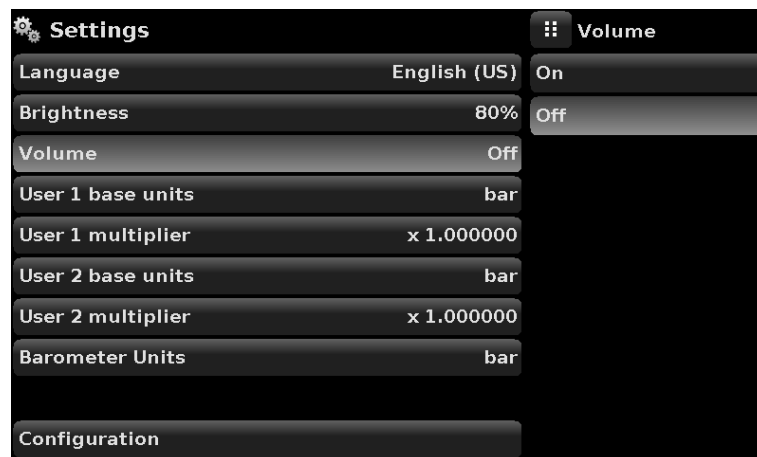 Settings
Language English (US)
Brightness 80%
Volume Off
User 1 base units bar
User 1 multiplier x 1.000000
User 2 base units bar
User 2 multiplier x 1.000000
Barometer Units bar
Configuration
Volume
On
Off